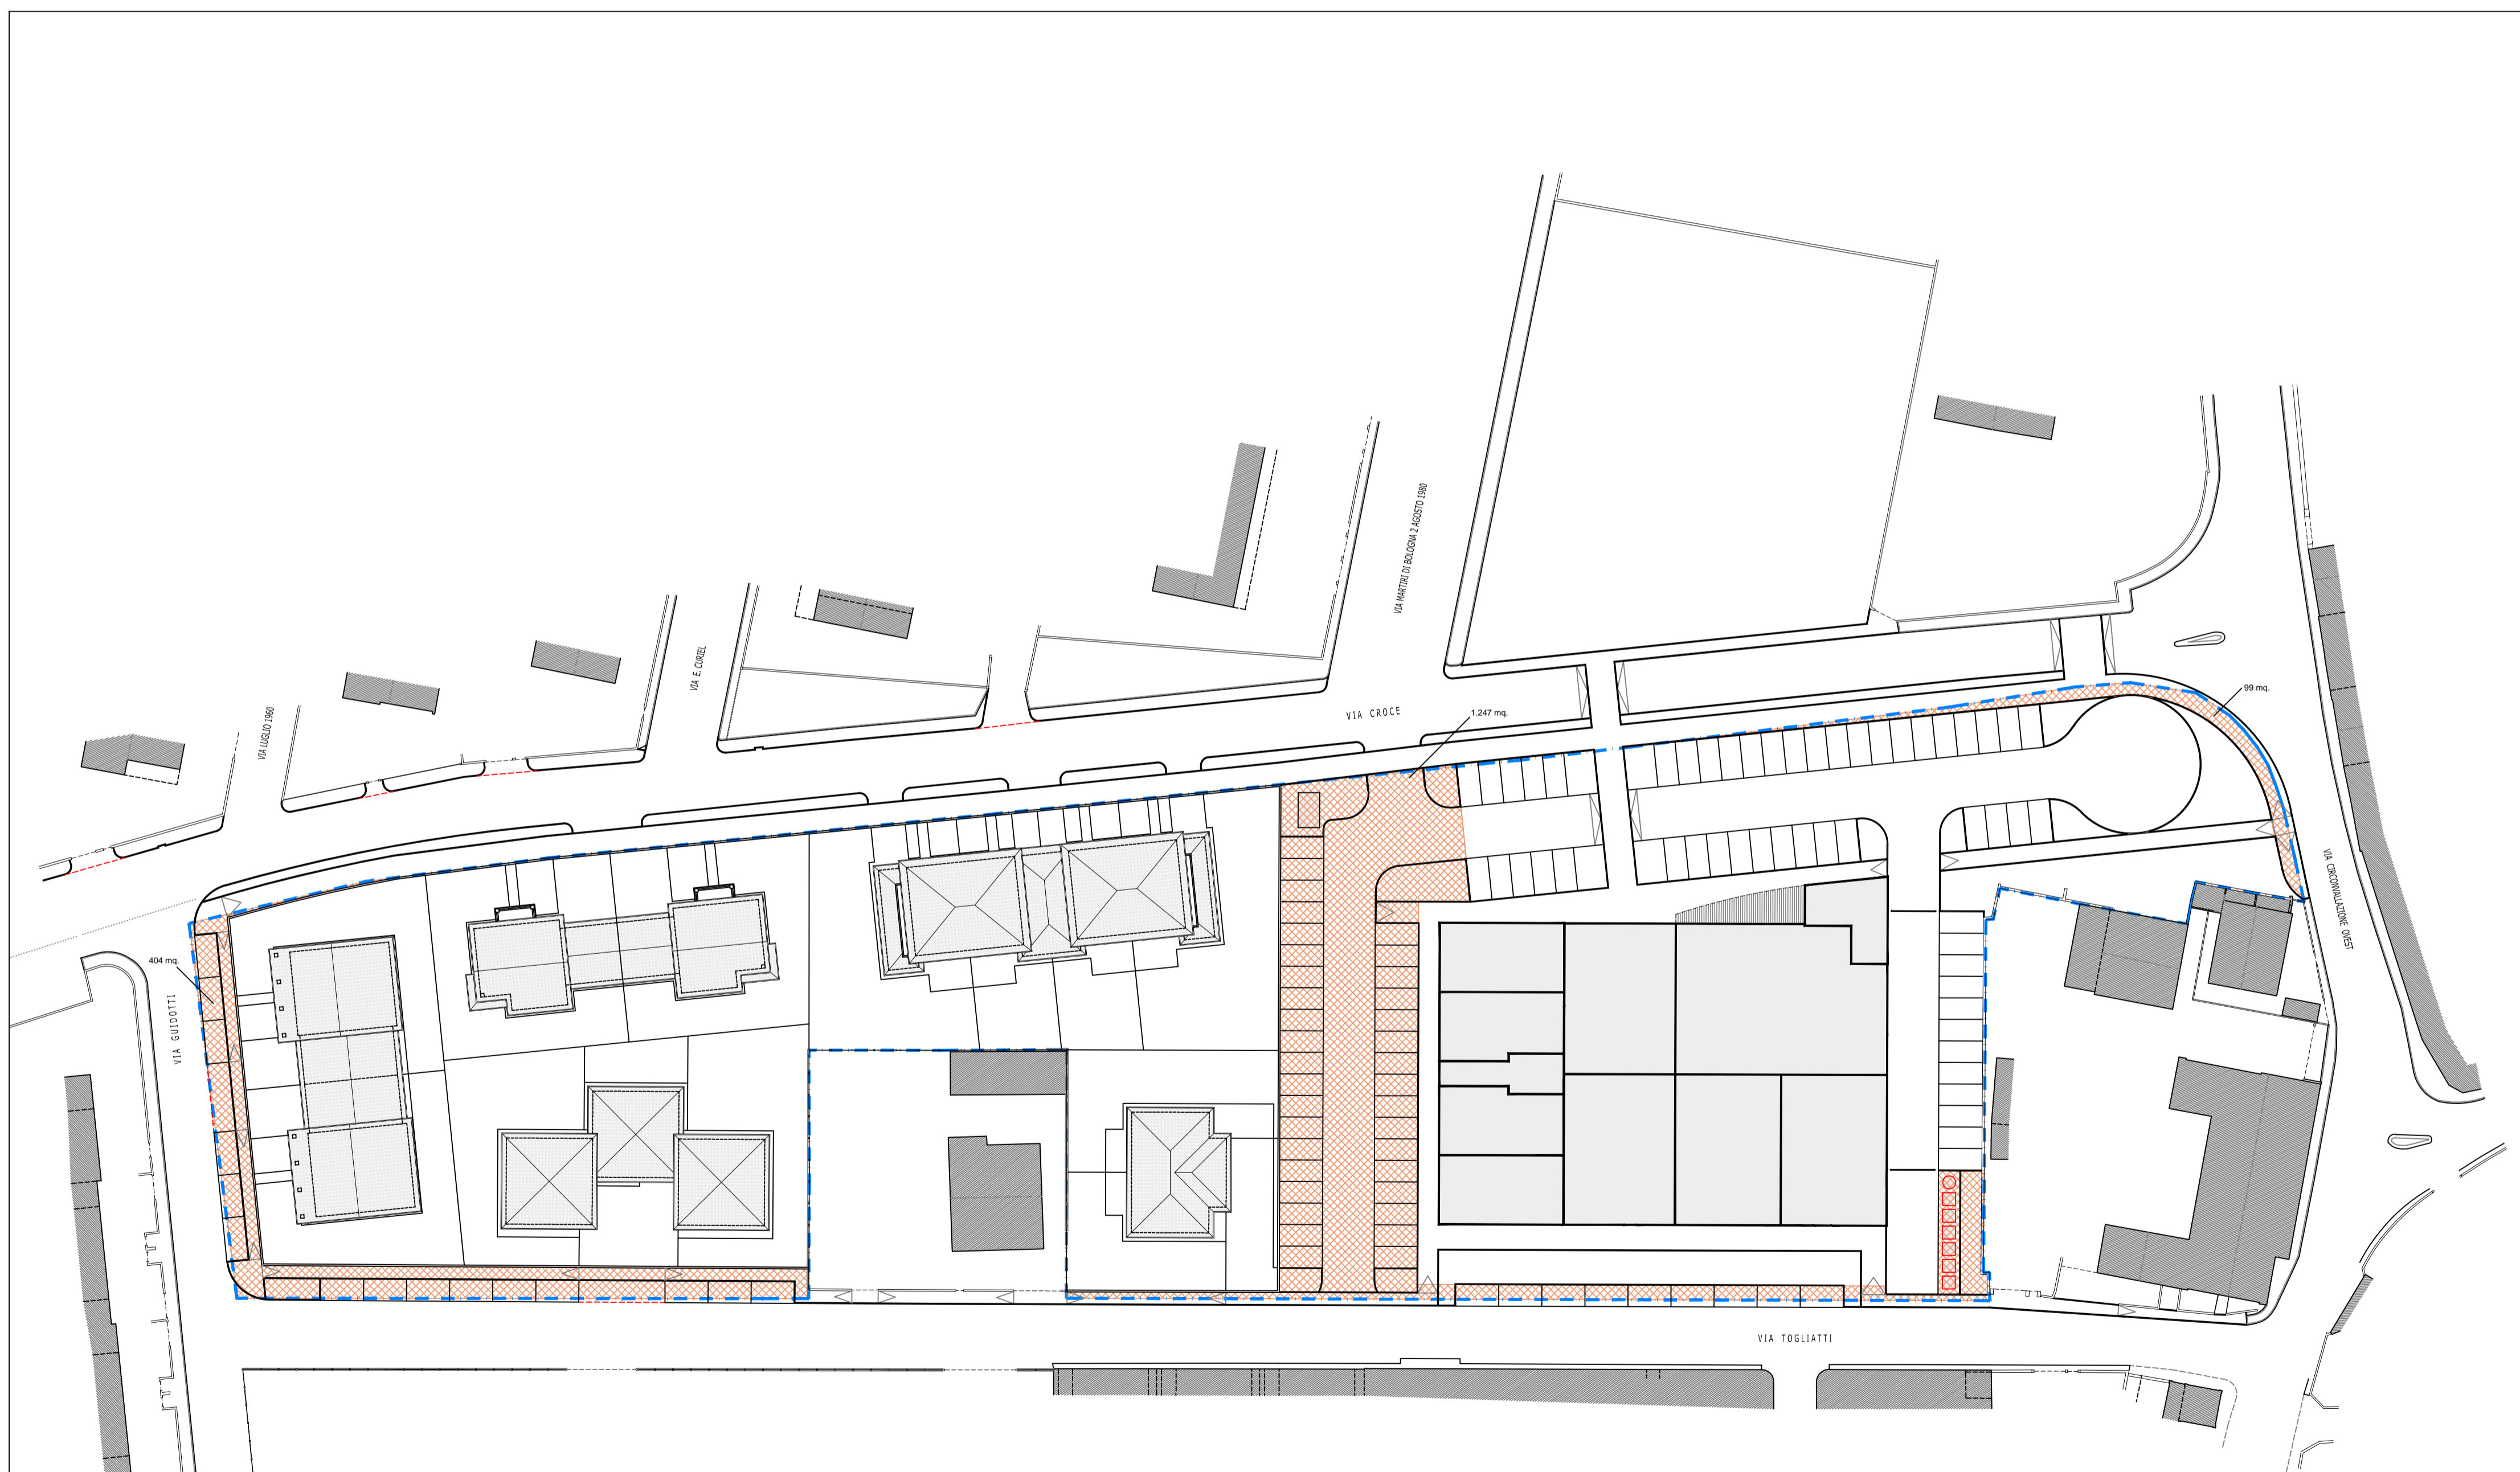 VIA LUGLIO 1960
VIA E. CURIEL
VIA MARTIRI DI BOLOGNA 2 AGOSTO 1980
VIA CROCE
1.247 mq.
99 mq.
VIA CIRCONVALLAZIONE OVEST
404 mq.
VIA GUIDOTTI
VIA TOGLIATTI